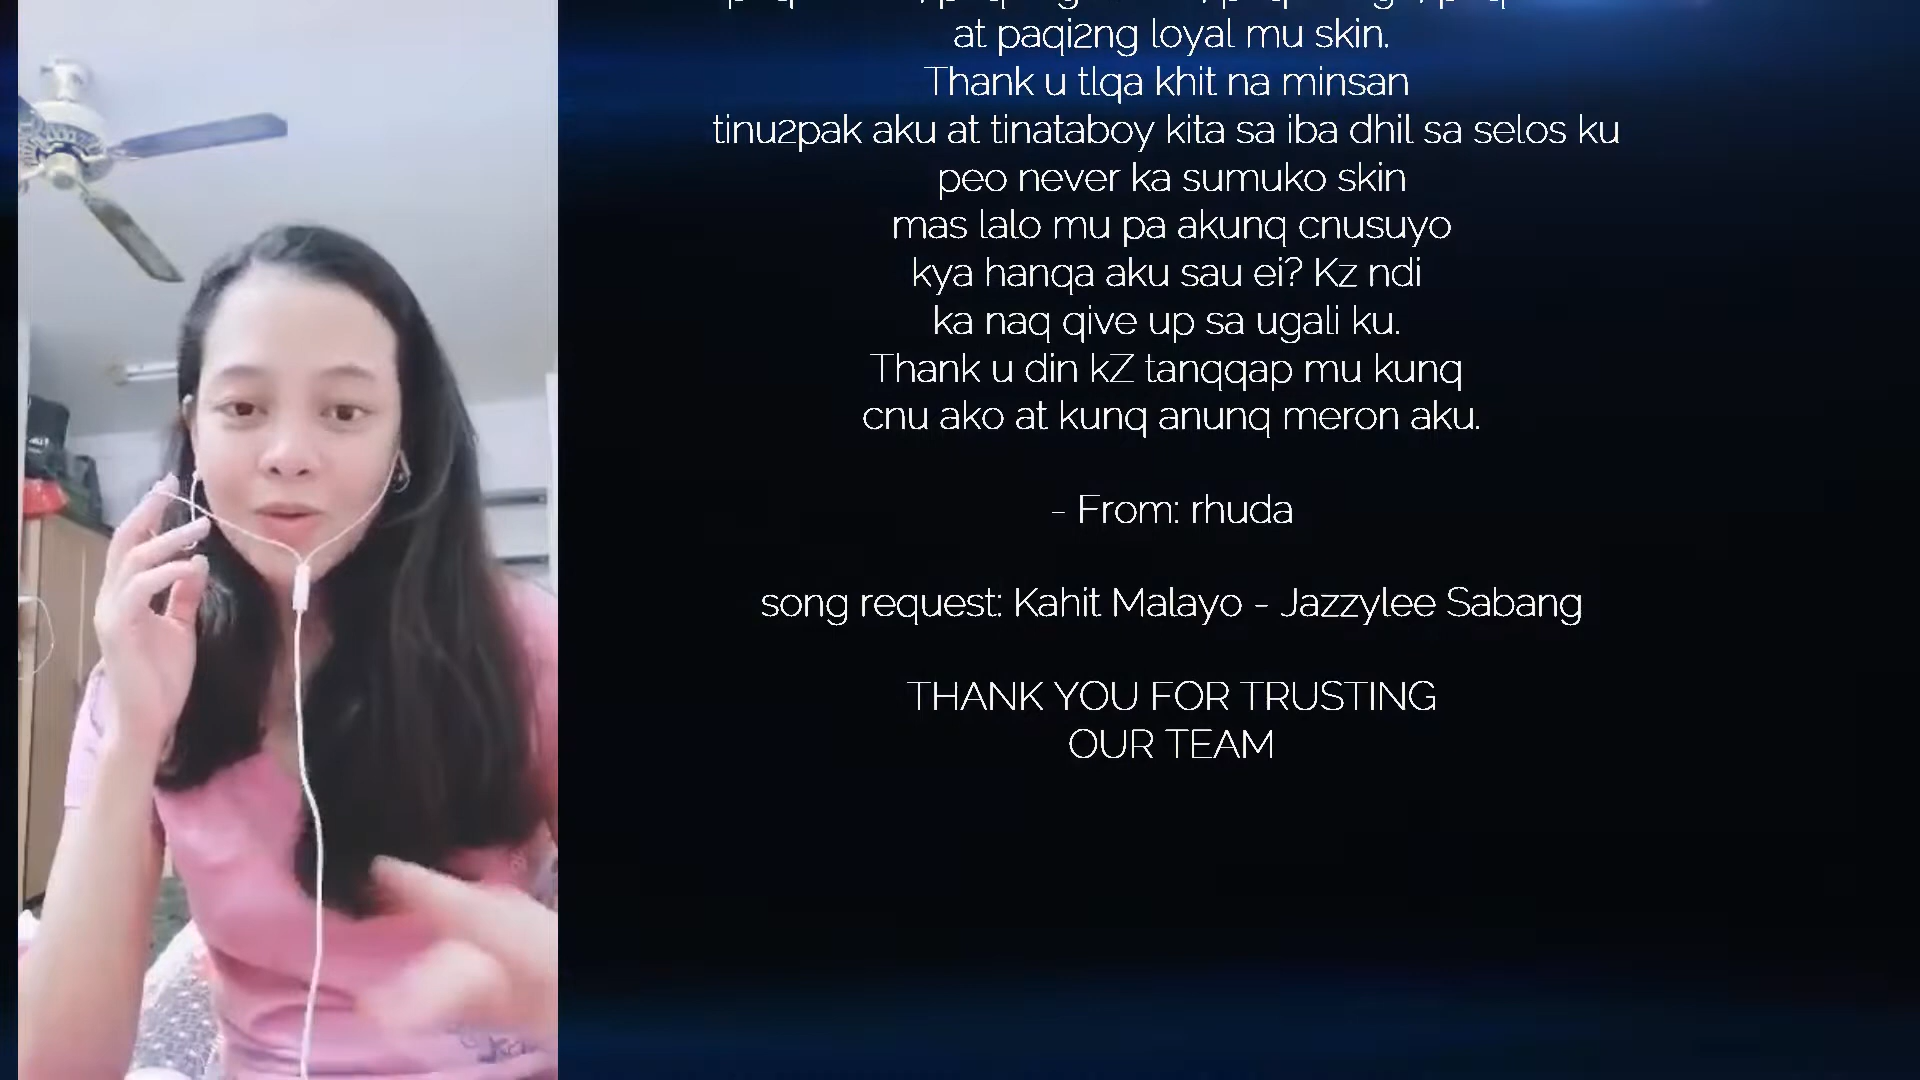 at paqi2ng loyal mu skin.
Thank u tlqa khit na minsan
tinu2pak aku at tinataboy kita sa iba dhil sa selos ku
peo never ka sumuko skin
mas lalo mu pa akunq cnusuyo
kya hanqa aku sau ei? Kz ndi
ka naq qive up sa ugali ku.
Thank u din kZ tanqqap mu kunq
cnu ako at kunq anunq meron aku.
- From: rhuda
song request: Kahit Malayo - Jazzylee Sabang
THANK YOU FOR TRUSTING
OUR TEAM